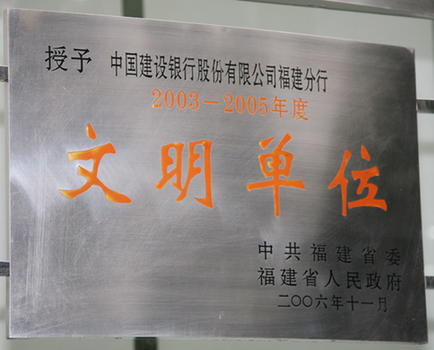 授予 中国建设银行股份有限公司福建分行
2003-2005年度
文明单位
中共福建省委
福建省人民政府
二〇〇六年十一月